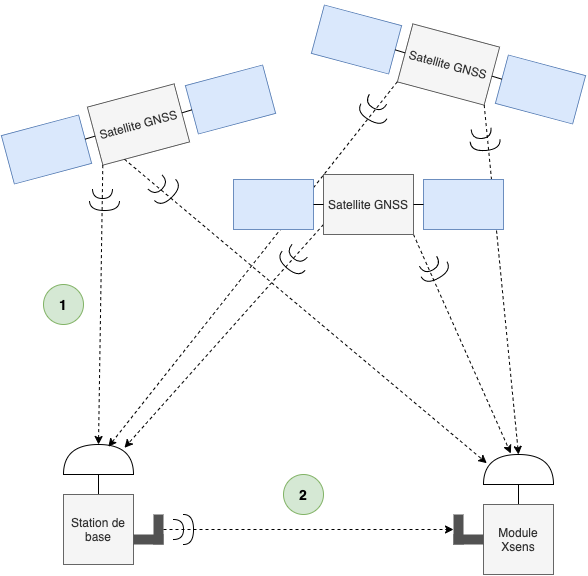 Satellite GNSS
Satellite GNSS
Satellite GNSS
1
2
Station de
base
Module
Xsens